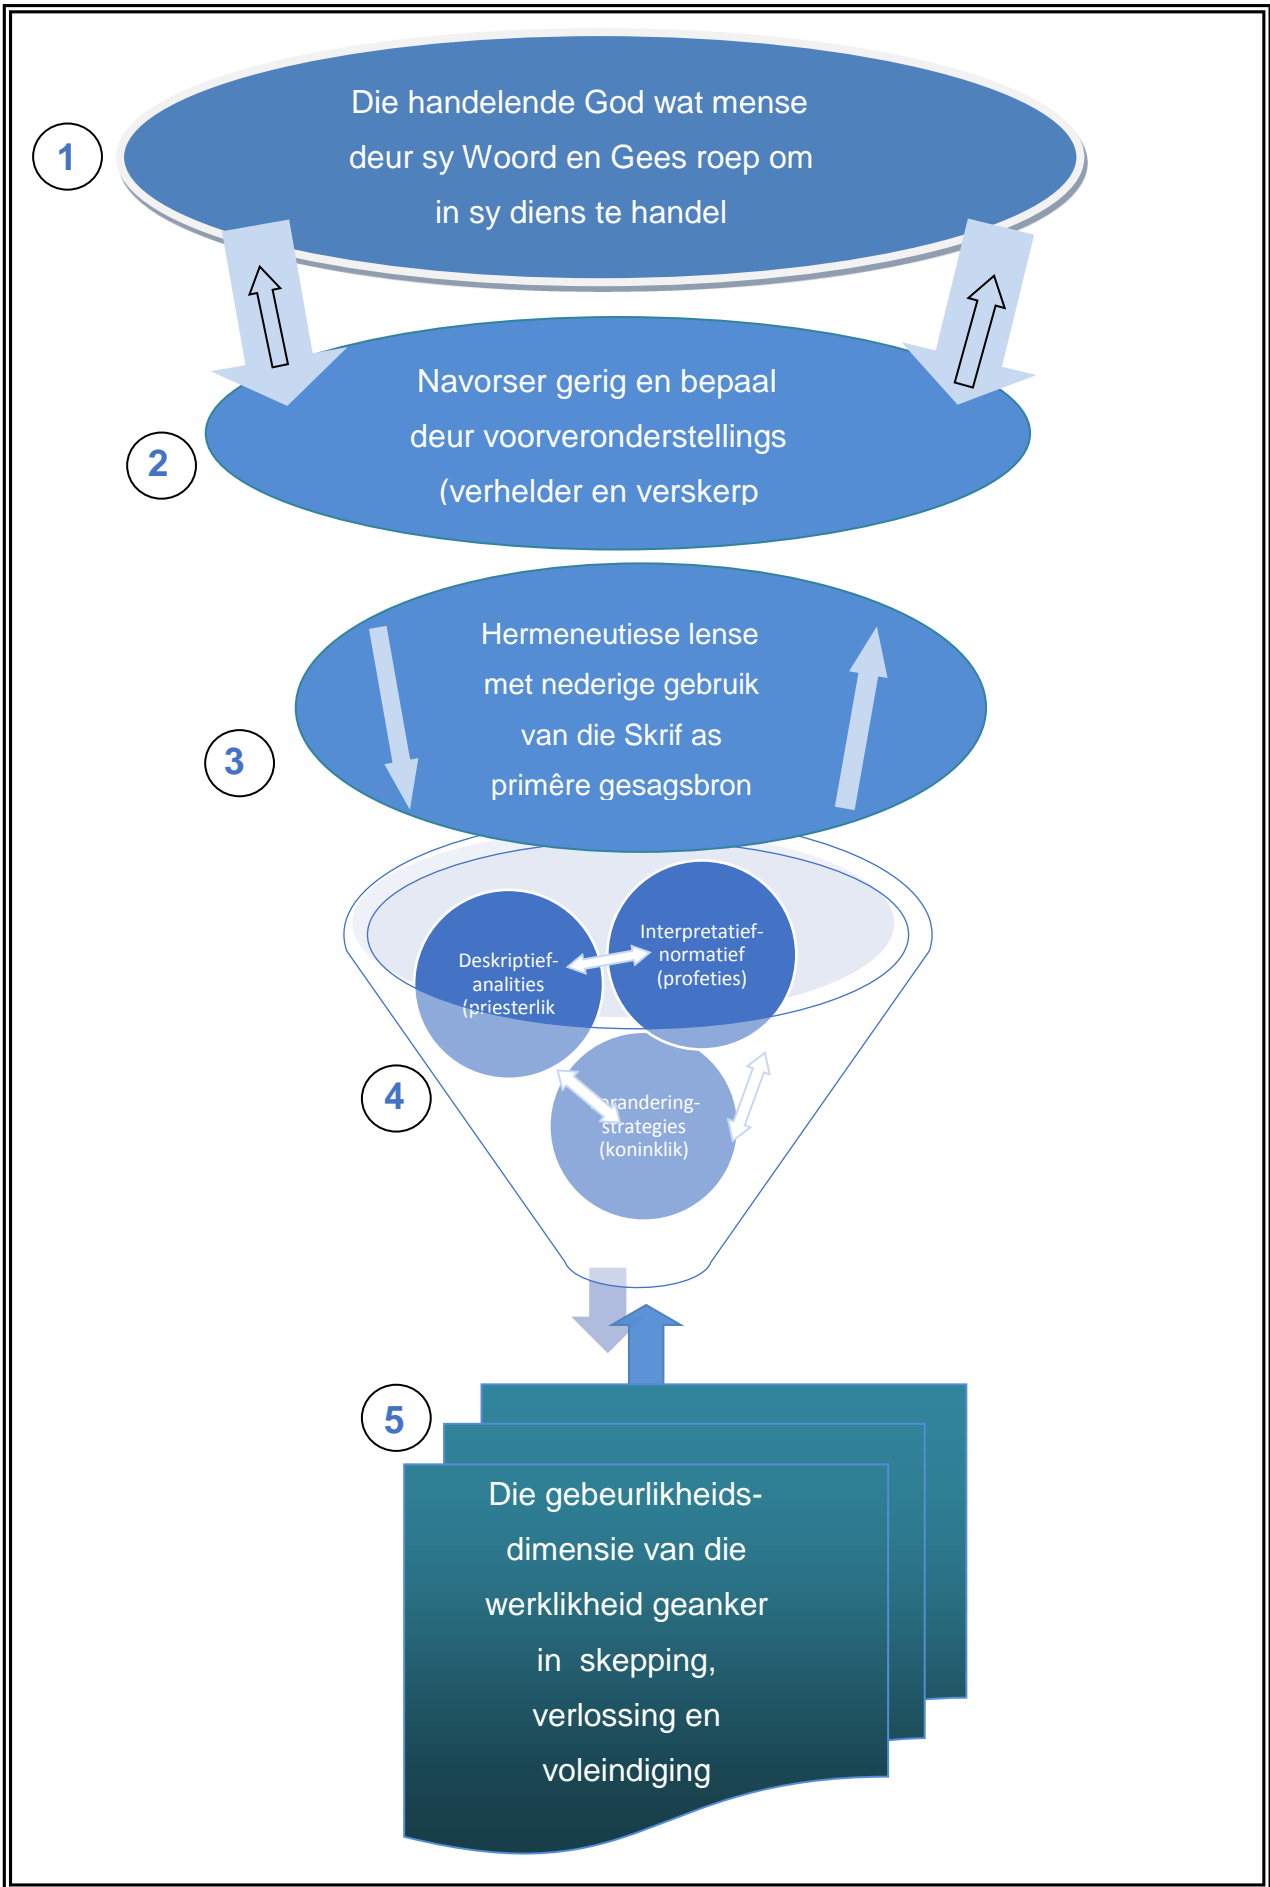 1
Die handelende God wat mense
deur sy Woord en Gees roep om
in sy diens te handel
2
Navorser gerig en bepaal
deur voorveronderstellings
(verhelder en verskerp
3
Hermeneutiese lense
met nederige gebruik
van die Skrif as
primêre gesagsbron
4
Deskriptief-
analities
(priesterlik
Interpretatief-
normatief
(profeties)
randering-
strategies
(koninklik)
5
Die gebeurlikheids-
dimensie van die
werklikheid geanker
in skepping,
verlossing en
voleindiging